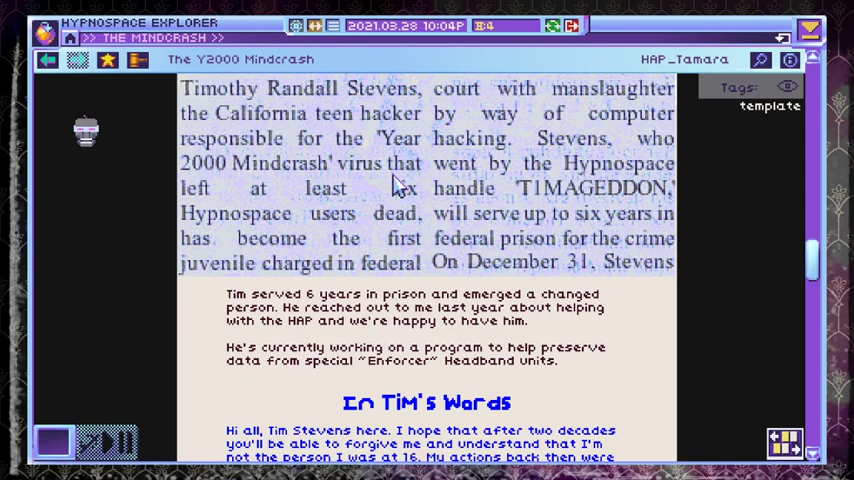 HYPNOSPACE EXPLORER
2021.03.28 10:04PM
>> THE MINDCRASH >>
The Y2000 Mindcrash
HAP_Tamara
Tags:
template
Timothy Randall Stevens,
the California teen hacker
responsible for the 'Year
2000 Mindcrash' virus that
left at least
Hypnospace users dead,
has become the first
juvenile charged in federal
court with manslaughter
by way of computer
hacking. Stevens, who
went by the Hypnospace
handle 'T1MAGEDDON,'
will serve up to six years in
federal prison for the crime
On December 31, Stevens
Tim served 6 years in prison and emerged a changed
person. He reached out to me last year about helping
with the HAP and we're happy to have him.
He's currently working on a program to help preserve
data from special "Enforcer" Headband units.
In Tim's Words
Hi all, Tim Stevens here. I hope that after two decades
you'll be able to forgive me and understand that I'm
not the person I was at 16. My actions back then were